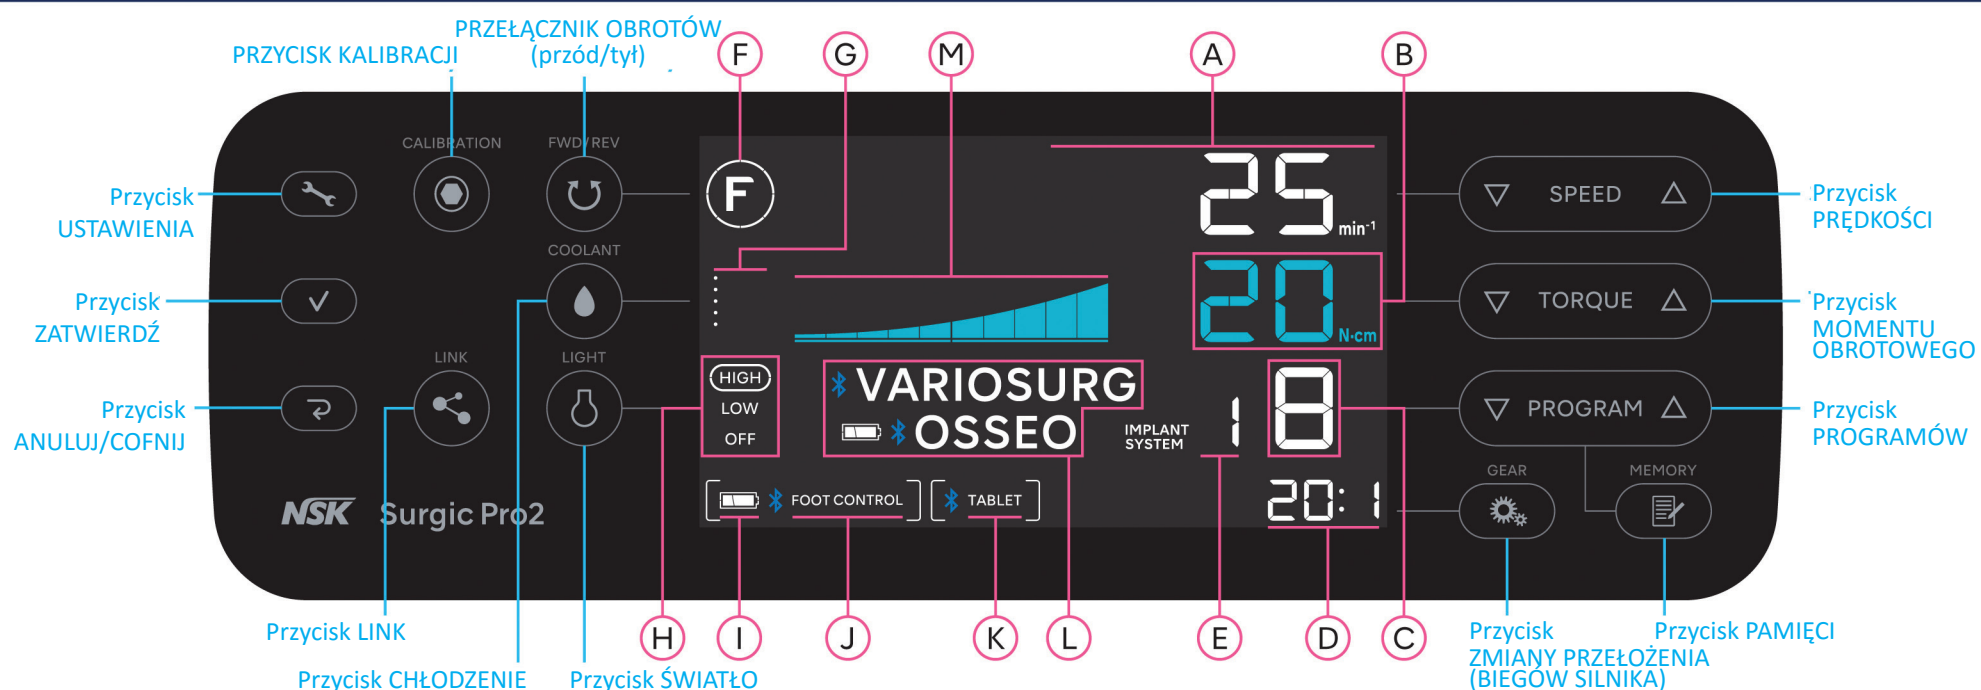 PRZEŁĄCZNIK OBROTÓW
(przód/tył)
PRZYCISK KALIBRACJI
F
G
M
A
B
CALIBRATION
FWD/REV
Przycisk
USTAWIENIA
F
25
min-1
SPEED
Przycisk
PRĘDKOŚCI
COOLANT
Przycisk
ZATWIERDŹ
20
N·cm
TORQUE
Przycisk
MOMENTU
OBROTOWEGO
LINK
LIGHT
HIGH
LOW
OFF
VARIOSURG
OSSEO
IMPLANT
SYSTEM
1
8
PROGRAM
Przycisk
PROGRAMÓW
Przycisk
ANULUJ/COFNIJ
GEAR
MEMORY
NSK Surgic Pro2
FOOT CONTROL
TABLET
20:1
H
I
J
K
L
E
D
C
Przycisk LINK
Przycisk CHŁODZENIE
Przycisk ŚWIATŁO
Przycisk
ZMIANY PRZEŁOŻENIA
(BIEGÓW SILNIKA)
Przycisk PAMIĘCI